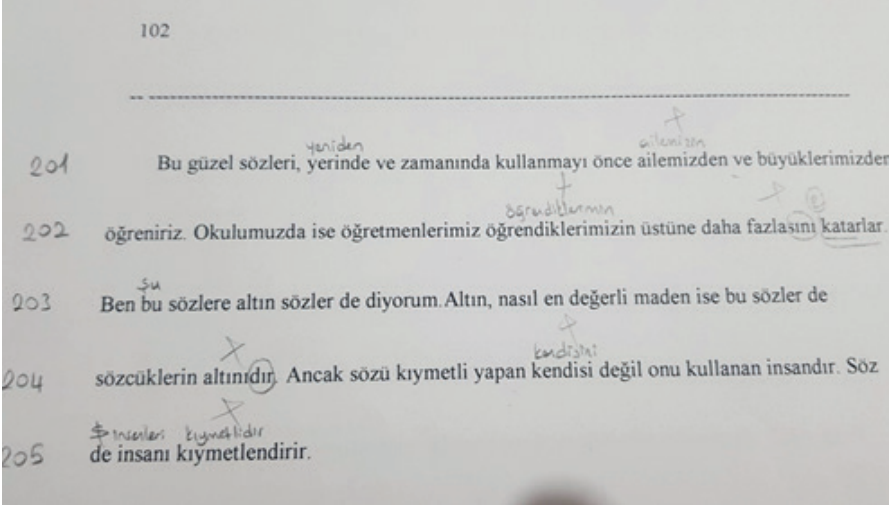 102
yeniden ailemizin
201 Bu güzel sözleri, yerinde ve zamanında kullanmayı önce ailemizden ve büyüklerimizden
öğrendiklermin
202 öğreniriz. Okulumuzda ise öğretmenlerimiz öğrendiklerimizin üstüne daha fazlasını katarlar.
şu
203 Ben bu sözlere altın sözler de diyorum. Altın, nasıl en değerli maden ise bu sözler de
kendisini
204 sözcüklerin altınıdır. Ancak sözü kıymetli yapan kendisi değil onu kullanan insandır. Söz
insanları kıymetlidir
205 de insanı kıymetlendirir.